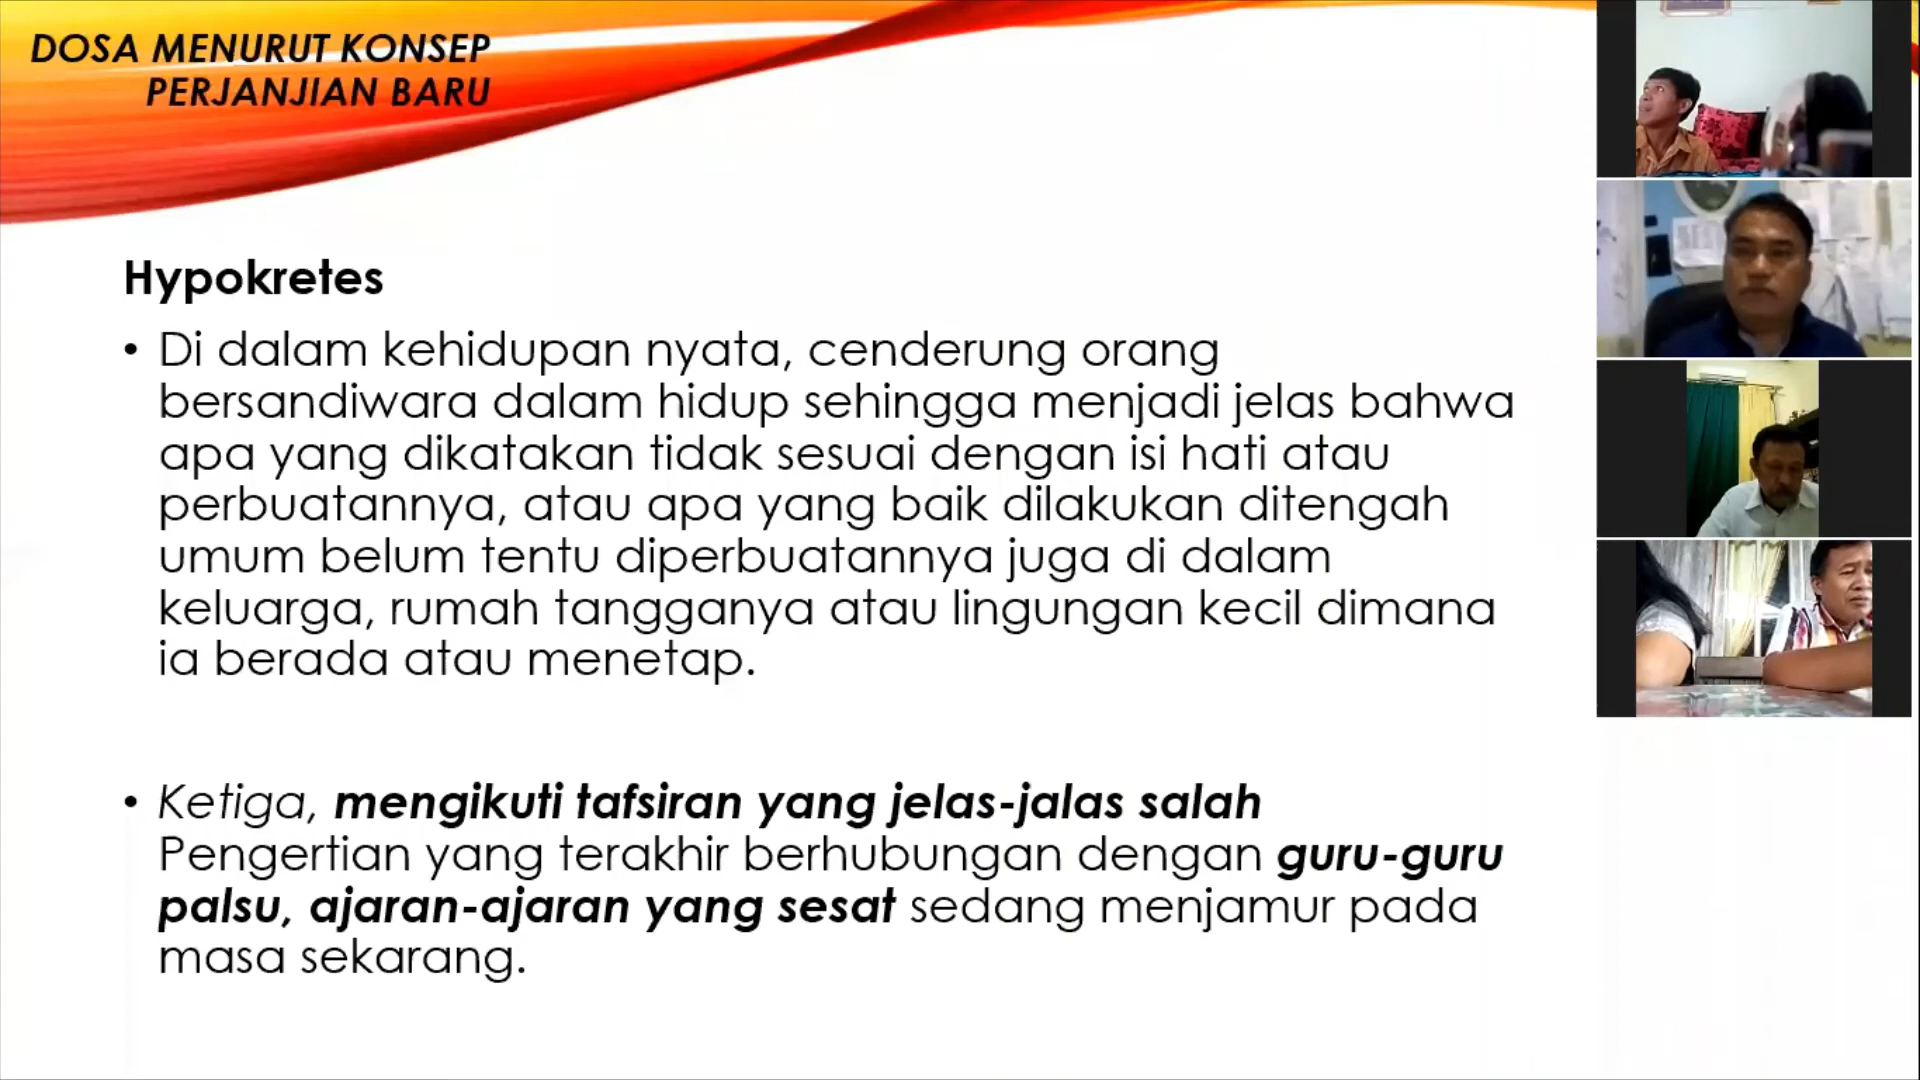 DOSA MENURUT KONSEP
PERJANJIAN BARU
Hypokretes
• Di dalam kehidupan nyata, cenderung orang
bersandiwara dalam hidup sehingga menjadi jelas bahwa
apa yang dikatakan tidak sesuai dengan isi hati atau
perbuatannya, atau apa yang baik dilakukan ditengah
umum belum tentu diperbuatannya juga di dalam
keluarga, rumah tangganya atau lingungan kecil dimana
ia berada atau menetap.
• Ketiga, mengikuti tafsiran yang jelas-jalas salah
Pengertian yang terakhir berhubungan dengan guru-guru
palsu, ajaran-ajaran yang sesat sedang menjamur pada
masa sekarang.